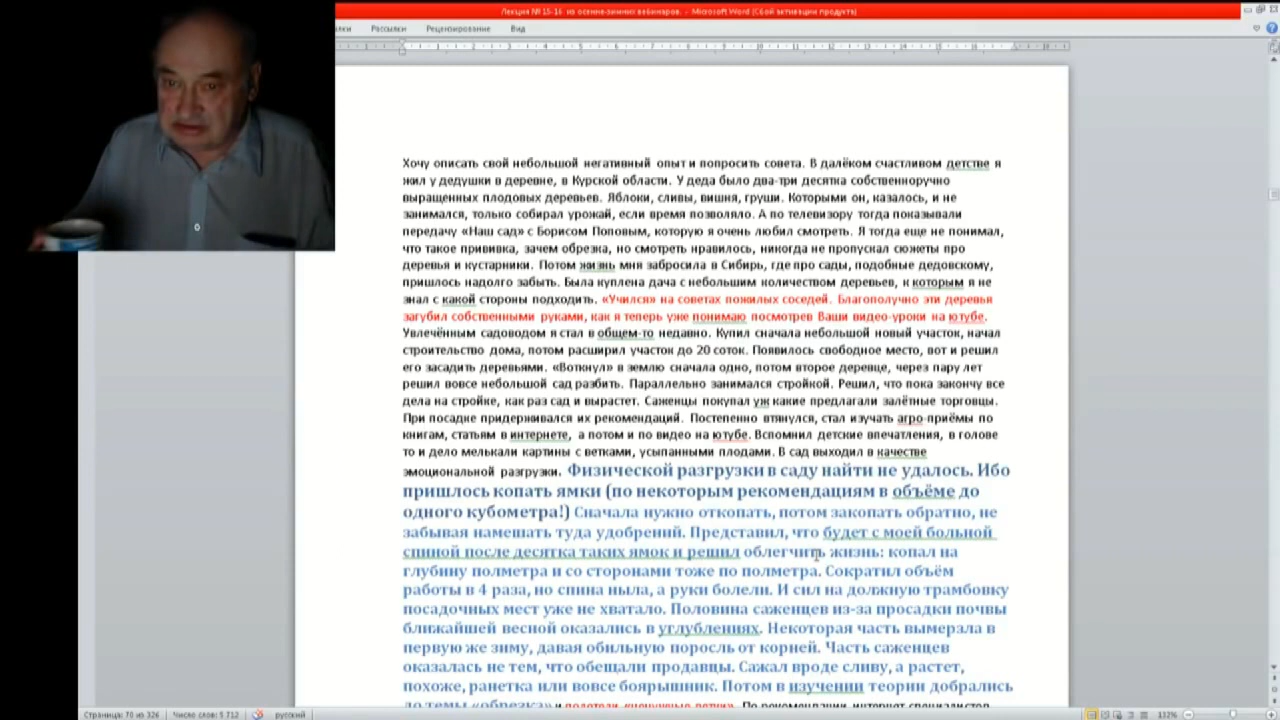 Лекция № 15-16 из осенне-зимних вебинаров. - Microsoft Word (Сбой активации продукта)
Рассылки Рецензирование Вид
Хочу описать свой небольшой негативный опыт и попросить совета. В далёком счастливом детстве я
жил у дедушки в деревне, в Курской области. У деда было два-три десятка собственноручно
выращенных плодовых деревьев. Яблоки, сливы, вишня, груши. Которыми он, казалось, и не
занимался, только собирал урожай, если время позволяло. А по телевизору тогда показывали
передачу «Наш сад» с Борисом Поповым, которую я очень любил смотреть. Я тогда еще не понимал,
что такое прививка, зачем обрезка, но смотреть нравилось, никогда не пропускал сюжеты про
деревья и кустарники. Потом жизнь мня забросила в Сибирь, где про сады, подобные дедовскому,
пришлось надолго забыть. Была куплена дача с небольшим количеством деревьев, к которым я не
знал с какой стороны подходить. «Учился» на советах пожилых соседей. Благополучно эти деревья
загубил собственными руками, как я теперь уже понимаю посмотрев Ваши видео-уроки на ютубе.
Увлечённым садоводом я стал в общем-то недавно. Купил сначала небольшой новый участок, начал
строительство дома, потом расширил участок до 20 соток. Появилось свободное место, вот и решил
его засадить деревьями. «Воткнул» в землю сначала одно, потом второе деревце, через пару лет
решил вовсе небольшой сад разбить. Параллельно занимался стройкой. Решил, что пока закончу все
дела на стройке, как раз сад и вырастет. Саженцы покупал уж какие предлагали залётные торговцы.
При посадке придерживался их рекомендаций. Постепенно втянулся, стал изучать агро-приёмы по
книгам, статьям в интернете, а потом и по видео на ютубе. Вспомнил детские впечатления, в голове
то и дело мелькали картины с ветками, усыпанными плодами. В сад выходил в качестве
эмоциональной разгрузки. Физической разгрузки в саду найти не удалось. Ибо
пришлось копать ямки (по некоторым рекомендациям в объёме до
одного кубометра!) Сначала нужно откопать, потом закопать обратно, не
забывая намешать туда удобрений. Представил, что будет с моей больной
спиной после десятка таких ямок и решил облегчить жизнь: копал на
глубину полметра и со сторонами тоже по полметра. Сократил объём
работы в 4 раза, но спина ныла, а руки болели. И сил на должную трамбовку
посадочных мест уже не хватало. Половина саженцев из-за просадки почвы
ближайшей весной оказались в углублениях. Некоторая часть вымерзла в
первую же зиму, давая обильную поросль от корней. Часть саженцев
оказалась не тем, что обещали продавцы. Сажал вроде сливу, а растет,
похоже, ранетка или вовсе боярышник. Потом в изучении теории добрались
до темы «обрезка» и
Страница: 70 из 326 Число слов: 5 712 русский 132%